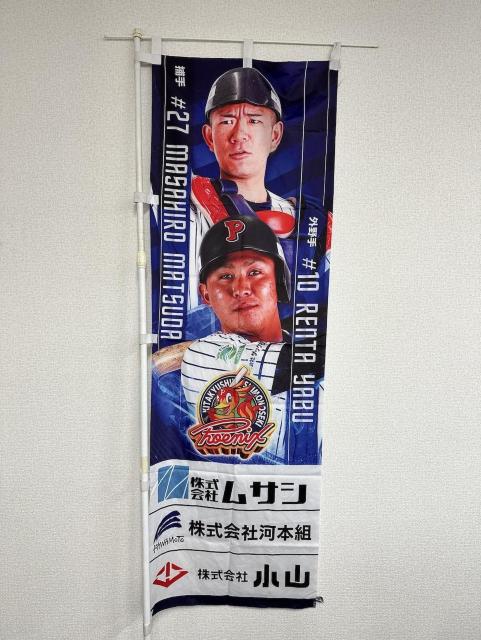 捕手 #27 MASAHIRO MATSUDA
P
外野手 #10 RENTA YABU
KITAKYUSHU SHIMONOSEKI
Phoenix
株式会社ムサシ
株式会社河本組
株式会社 小山